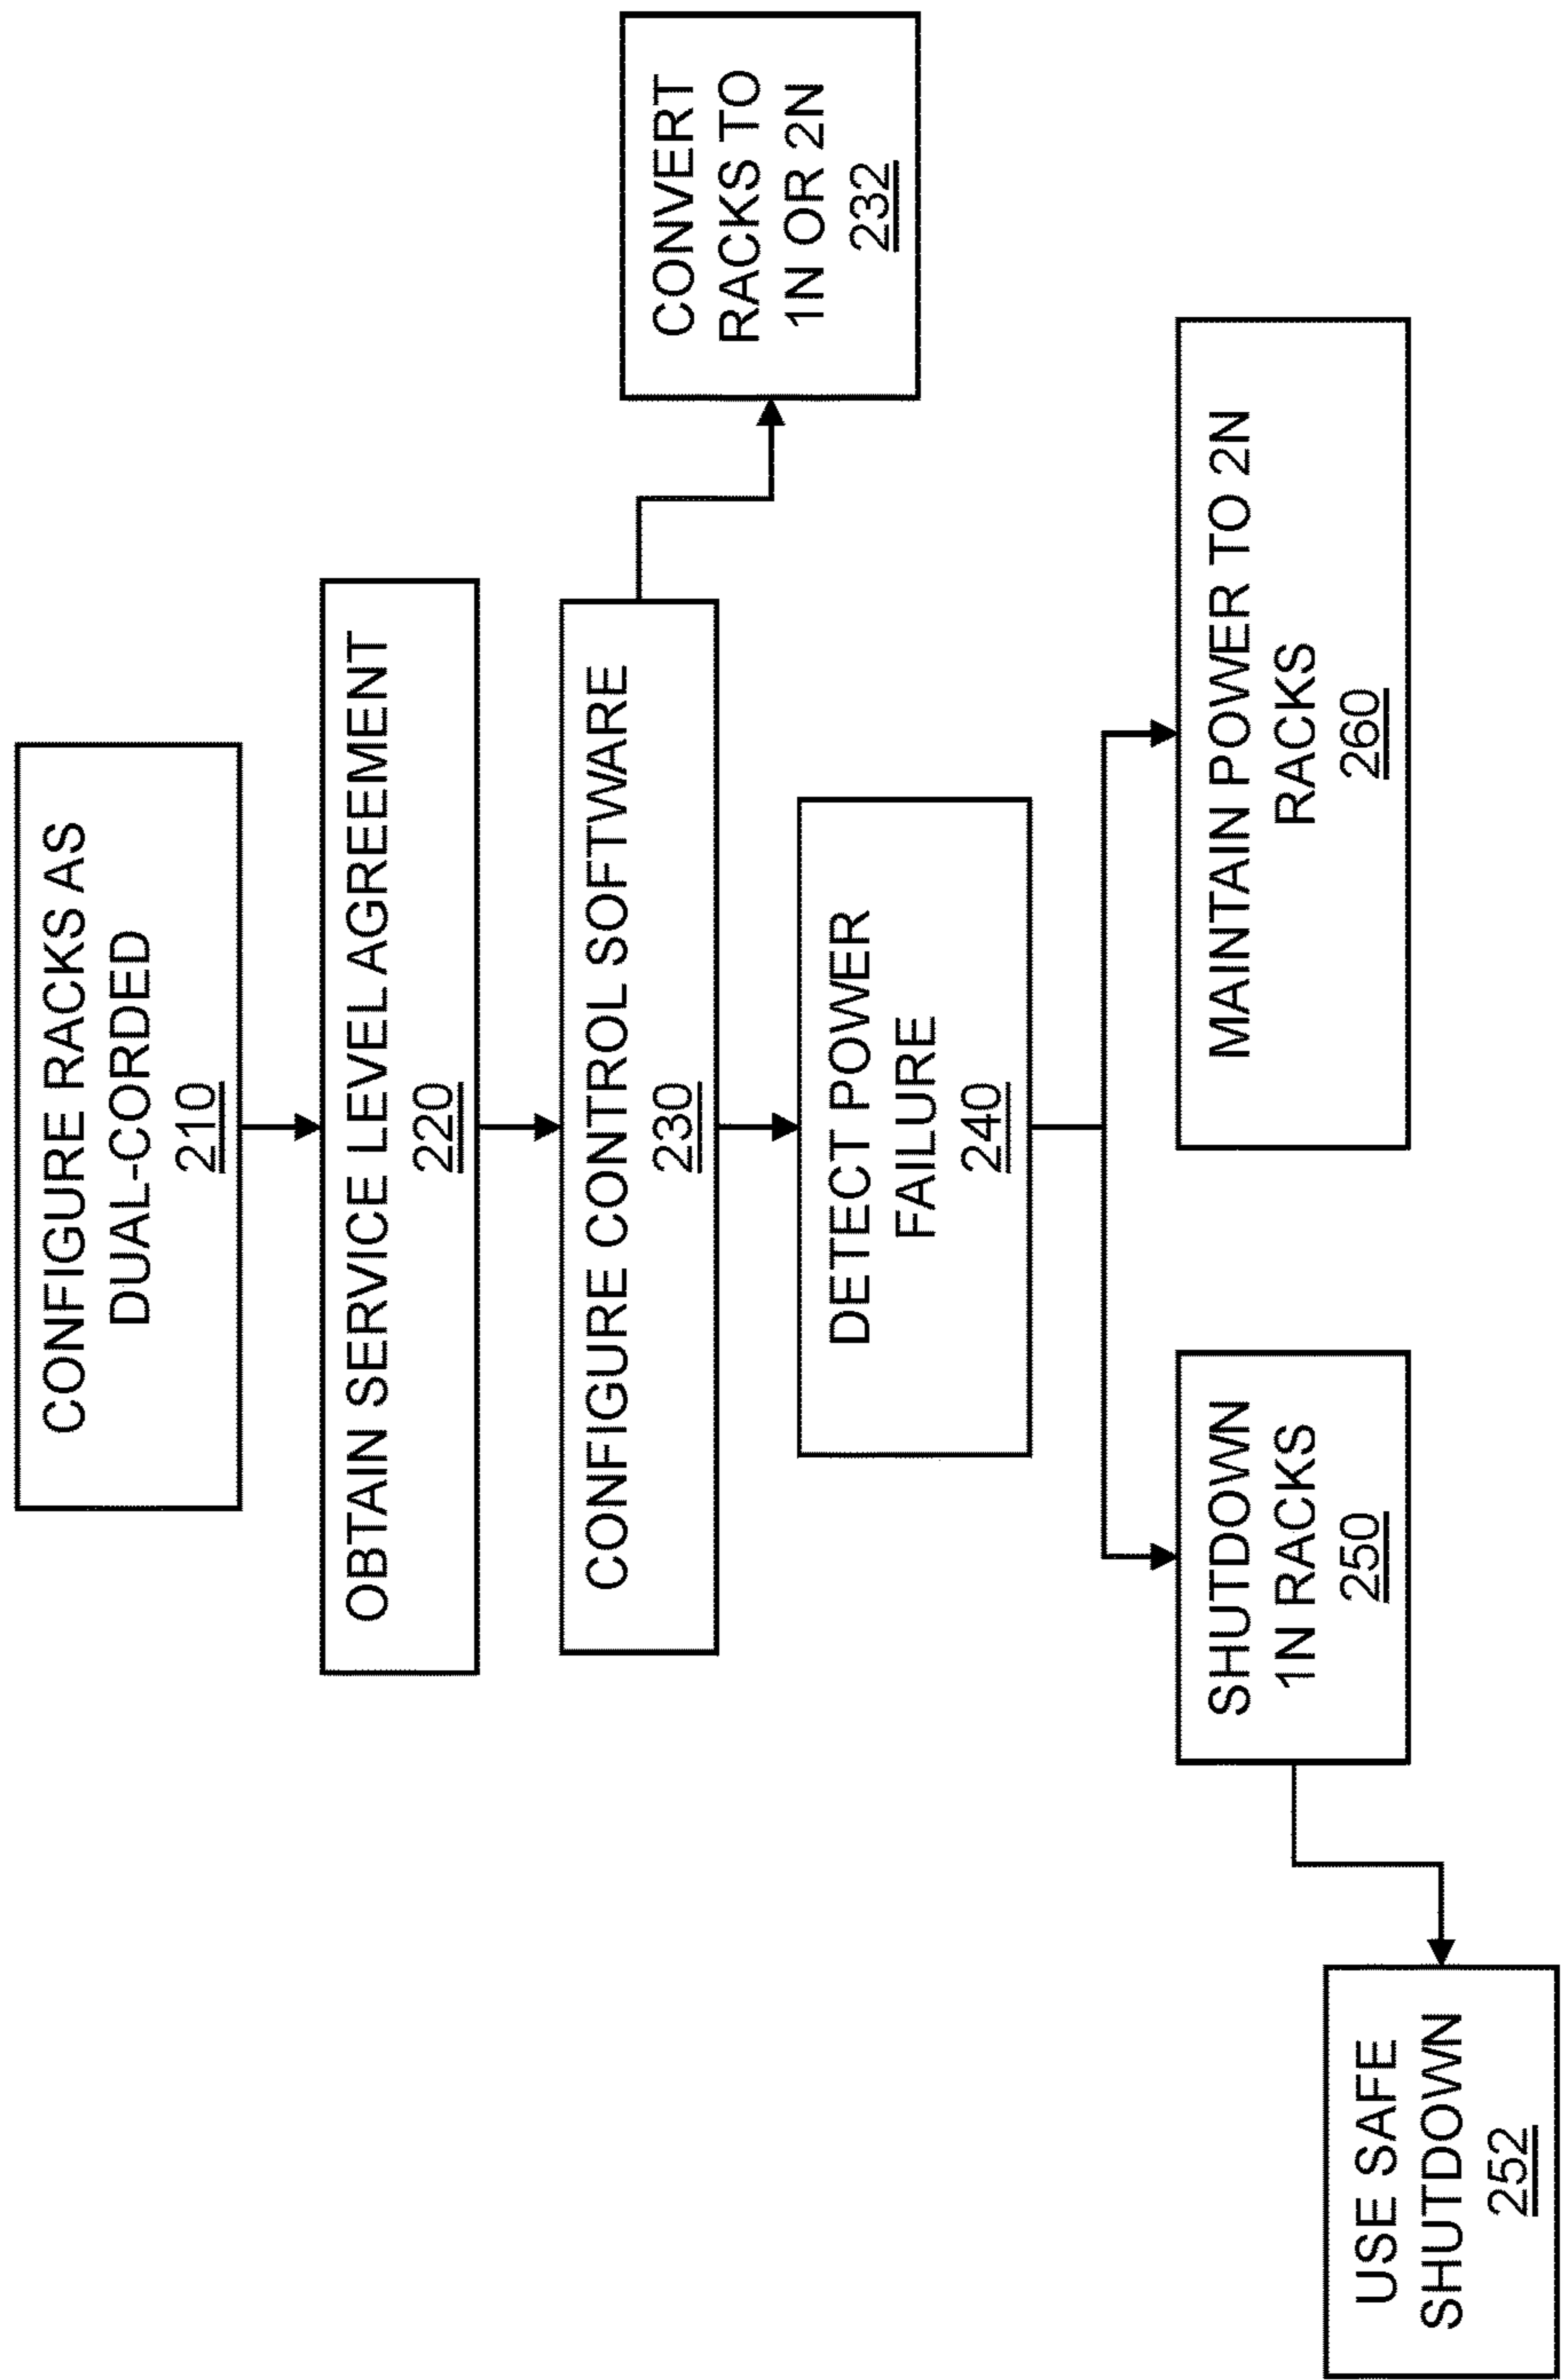 CONFIGURE RACKS AS
DUAL-CORDED
210
OBTAIN SERVICE LEVEL AGREEMENT
220
CONFIGURE CONTROL SOFTWARE
230
CONVERT
RACKS TO
1N OR 2N
232
DETECT POWER
FAILURE
240
SHUTDOWN
1N RACKS
250
USE SAFE
SHUTDOWN
252
MAINTAIN POWER TO 2N
RACKS
260